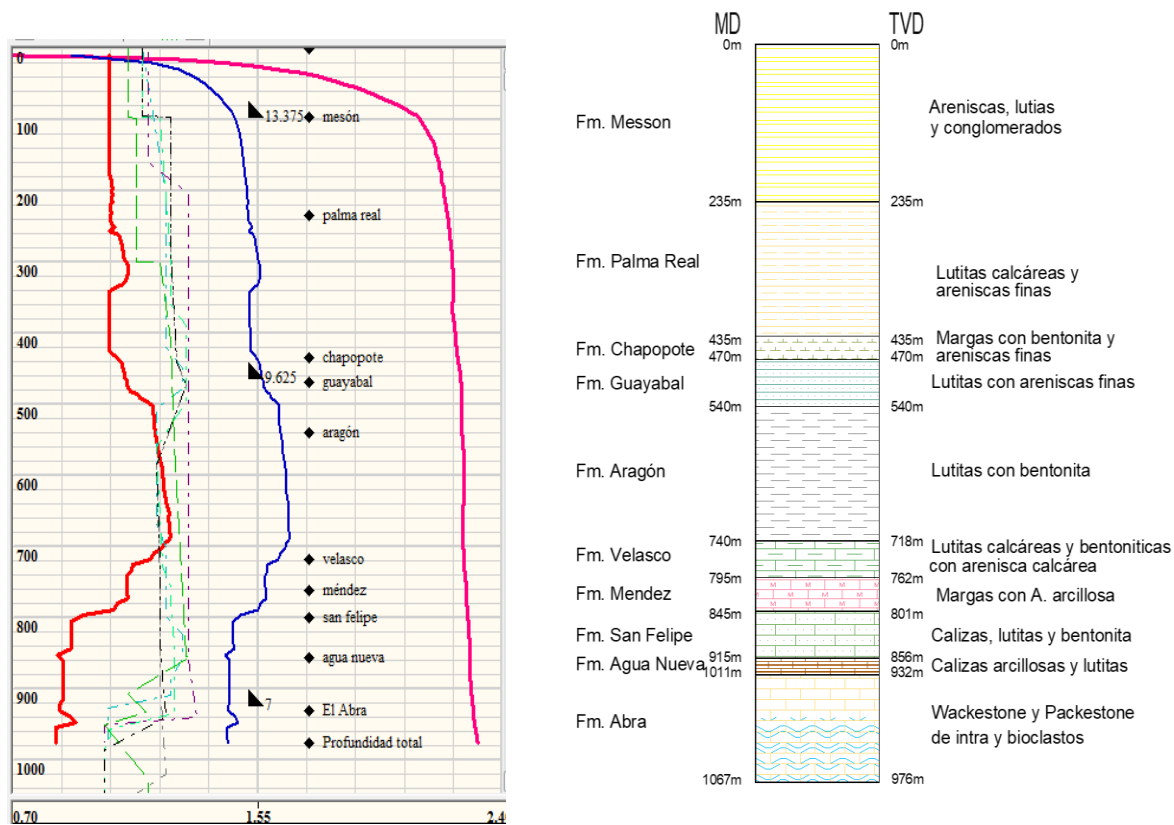 0
100
200
300
400
500
600
700
800
900
1000
13.375
mesón
palma real
chapopote
9.625
guayabal
aragón
velasco
méndez
san felipe
agua nueva
7
El Abra
Profundidad total
0.70
1.55
2.40
MD
TVD
0m
0m
Fm. Messon
Areniscas, lutias
y conglomerados
235m
235m
Fm. Palma Real
Lutitas calcáreas y
areniscas finas
435m
435m
Fm. Chapopote
Margas con bentonita y
areniscas finas
470m
470m
Fm. Guayabal
Lutitas con areniscas finas
540m
540m
Fm. Aragón
Lutitas con bentonita
740m
718m
Fm. Velasco
Lutitas calcáreas y bentoniticas
con arenisca calcárea
795m
762m
Fm. Mendez
Margas con A. arcillosa
845m
801m
Fm. San Felipe
Calizas, lutitas y bentonita
915m
856m
Fm. Agua Nueva
Calizas arcillosas y lutitas
1011m
932m
Fm. Abra
Wackestone y Packestone
de intra y bioclastos
1067m
976m